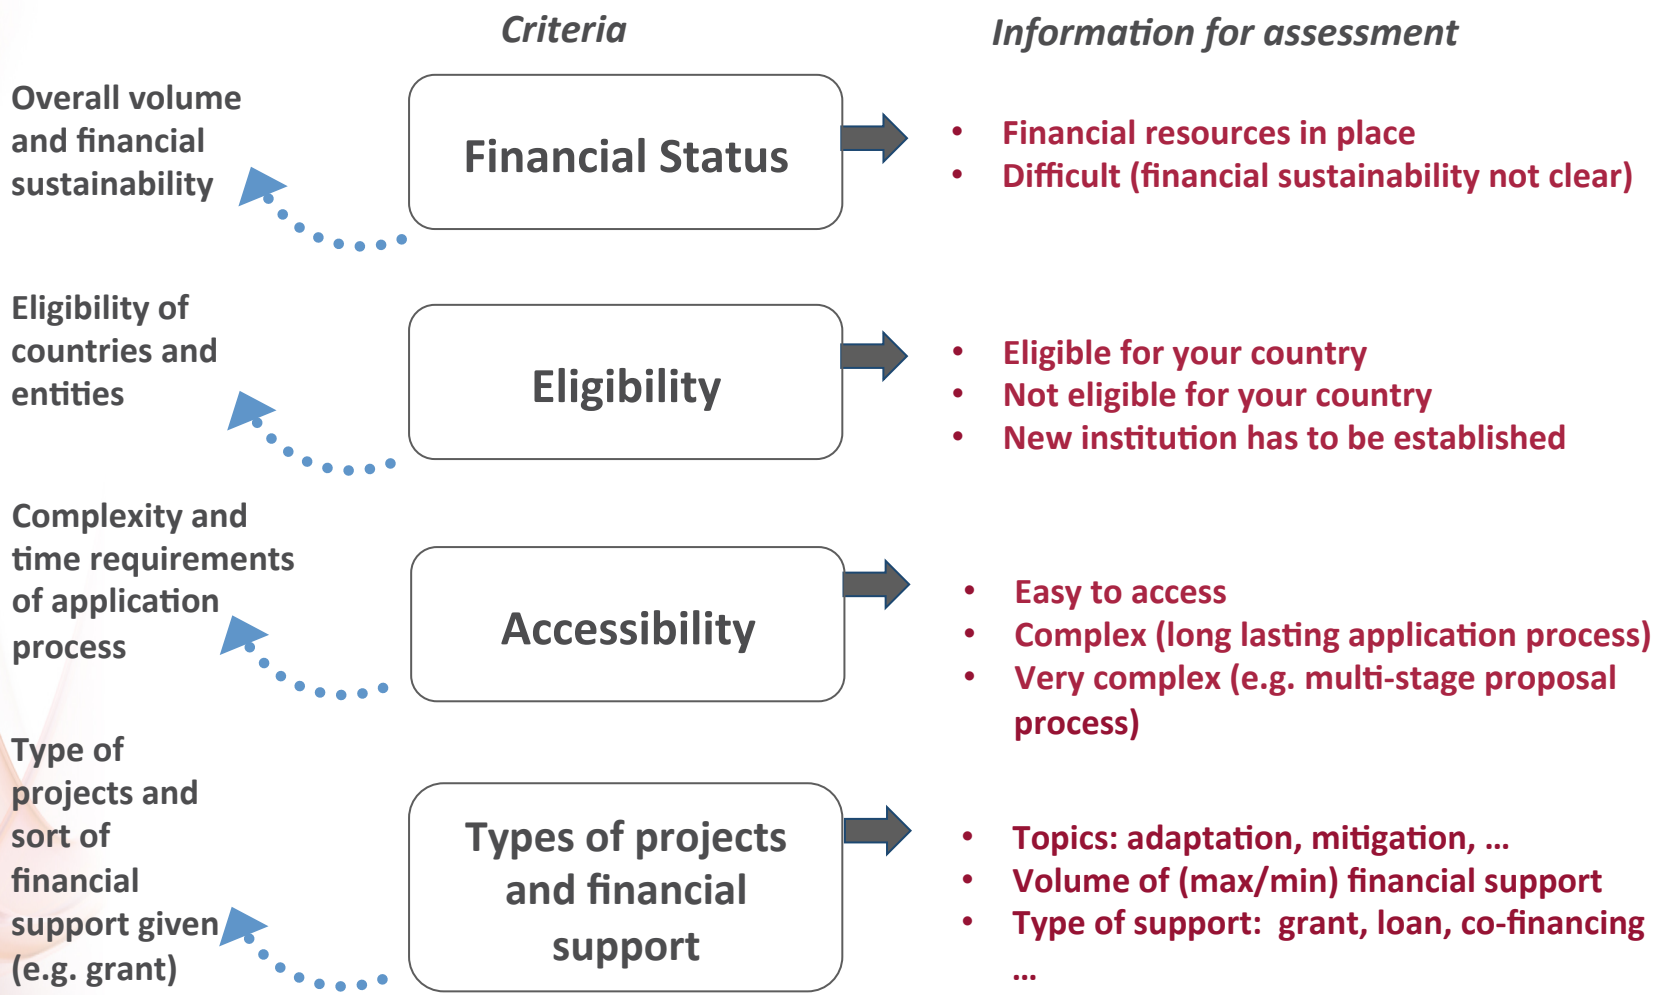 Criteria
Information for assessment
Overall volume
and financial
sustainability
Financial Status
• Financial resources in place
• Difficult (financial sustainability not clear)
Eligibility of
countries and
entities
Eligibility
• Eligible for your country
• Not eligible for your country
• New institution has to be established
Complexity and
time requirements
of application
process
Accessibility
• Easy to access
• Complex (long lasting application process)
• Very complex (e.g. multi-stage proposal
process)
Type of
projects and
sort of
financial
support given
(e.g. grant)
Types of projects
and financial
support
• Topics: adaptation, mitigation, ...
• Volume of (max/min) financial support
• Type of support: grant, loan, co-financing
...